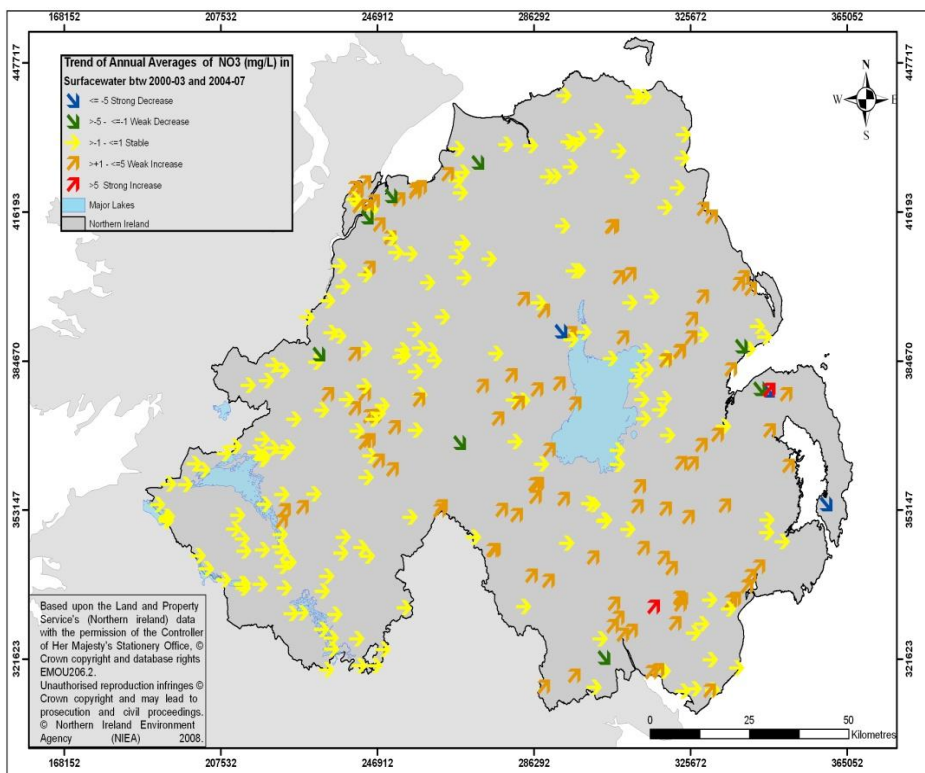 168152 207532 246912 286292 325672 365052
447717
447717
Trend of Annual Averages of NO3 (mg/L) in
Surfacewater btw 2000-03 and 2004-07
<= -5 Strong Decrease
>-5 - <=-1 Weak Decrease
>-1 - <=1 Stable
>+1 - <=5 Weak Increase
>5 Strong Increase
Major Lakes
Northern Ireland
N
W E
S
416193
416193
384670
384670
353147
353147
321623
321623
Based upon the Land and Property
Service's (Northern ireland) data
with the permission of the Controller
of Her Majesty's Stationery Office, ©
Crown copyright and database rights
EMOU206.2.
Unauthorised reproduction infringes ©
Crown copyright and may lead to
prosecution and civil proceedings.
© Northern Ireland Environment
Agency (NIEA) 2008.
0 25 50
Kilometres
168152 207532 246912 286292 325672 365052